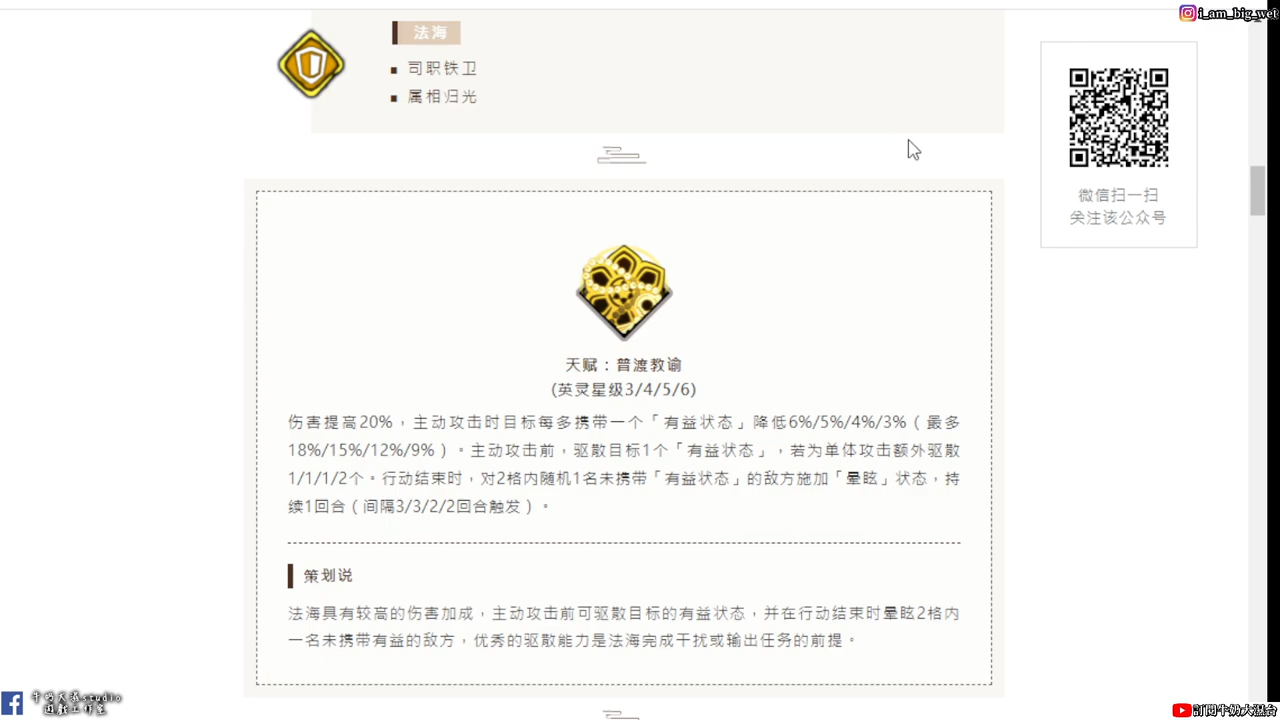 i_am_big_wet
法海
■ 司职铁卫
■ 属相归光
微信扫一扫
关注该公众号
天赋：普渡教谕
(英灵星级3/4/5/6)
伤害提高20%，主动攻击时目标每多携带一个「有益状态」降低6%/5%/4%/3%（最多
18%/15%/12%/9%）。主动攻击前，驱散目标1个「有益状态」，若为单体攻击额外驱散
1/1/1/2个。行动结束时，对2格内随机1名未携带「有益状态」的敌方施加「晕眩」状态，持
续1回合（间隔3/3/2/2回合触发）。
策划说
法海具有较高的伤害加成，主动攻击前可驱散目标的有益状态，并在行动结束时晕眩2格内
一名未携带有益的敌方，优秀的驱散能力是法海完成干扰或输出任务的前提。
牛奶大濕studio
遊戲工作室
訂閱牛奶大濕台